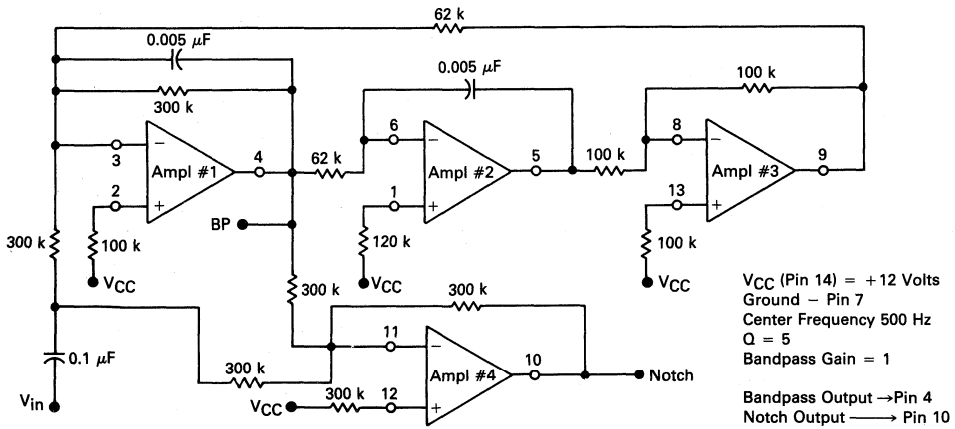 62 k
0.005 μF
300 k
3
Ampl #1
4
2
100 k
VCC
300 k
0.1 μF
Vin
BP
62 k
0.005 μF
6
Ampl #2
5
1
120 k
VCC
100 k
100 k
8
Ampl #3
9
13
100 k
VCC
300 k
300 k
11
Ampl #4
10
Notch
300 k
VCC
300 k
12
VCC (Pin 14) = +12 Volts
Ground – Pin 7
Center Frequency 500 Hz
Q = 5
Bandpass Gain = 1
Bandpass Output → Pin 4
Notch Output ⟶ Pin 10